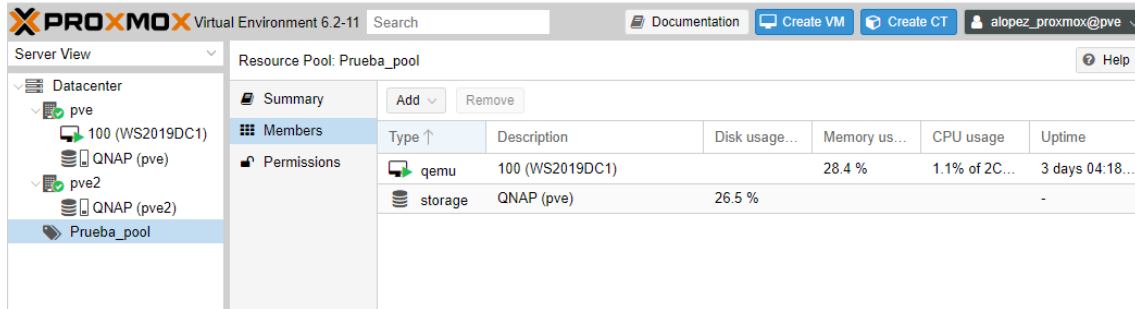 PROXMOX Virtual Environment 6.2-11 Search Documentation Create VM Create CT alopez_proxmox@pve
Server View Resource Pool: Prueba_pool Help
Datacenter
pve
100 (WS2019DC1)
QNAP (pve)
pve2
QNAP (pve2)
Prueba_pool
Summary
Members
Permissions
Add Remove
Type Description Disk usage... Memory us... CPU usage Uptime
qemu 100 (WS2019DC1) 28.4 % 1.1% of 2C... 3 days 04:18...
storage QNAP (pve) 26.5 % -